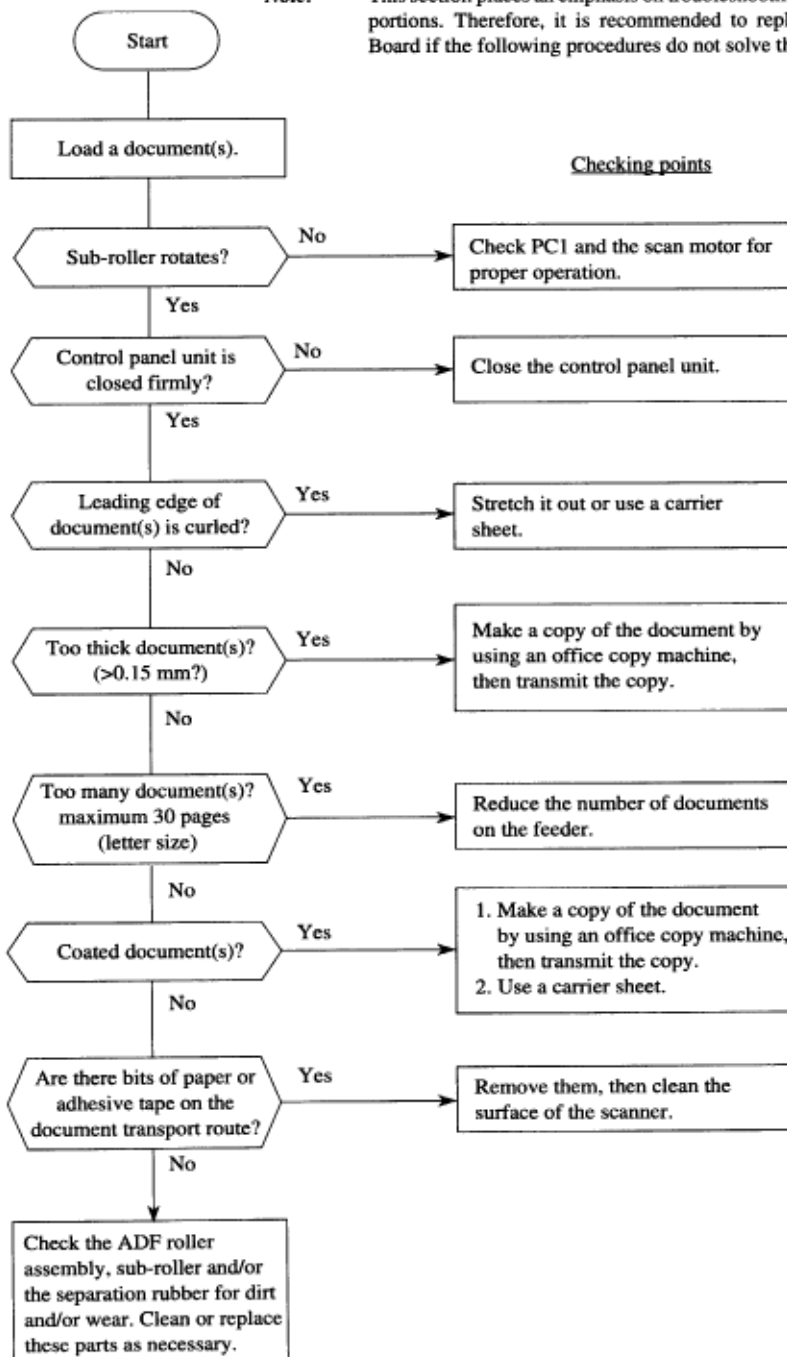 portions. Therefore, it is recommended to
Board if the following procedures do not solve
Start
Load a document(s).
Checking points
Sub-roller rotates?
No
Check PC1 and the scan motor for
proper operation.
Yes
Control panel unit is
closed firmly?
No
Close the control panel unit.
Yes
Leading edge of
document(s) is curled?
Yes
Stretch it out or use a carrier
sheet.
No
Too thick document(s)?
(>0.15 mm?)
Yes
Make a copy of the document by
using an office copy machine,
then transmit the copy.
No
Too many document(s)?
maximum 30 pages
(letter size)
Yes
Reduce the number of documents
on the feeder.
No
Coated document(s)?
Yes
1. Make a copy of the document
by using an office copy machine,
then transmit the copy.
2. Use a carrier sheet.
No
Are there bits of paper or
adhesive tape on the
document transport route?
Yes
Remove them, then clean the
surface of the scanner.
No
Check the ADF roller
assembly, sub-roller and/or
the separation rubber for dirt
and/or wear. Clean or replace
these parts as necessary.